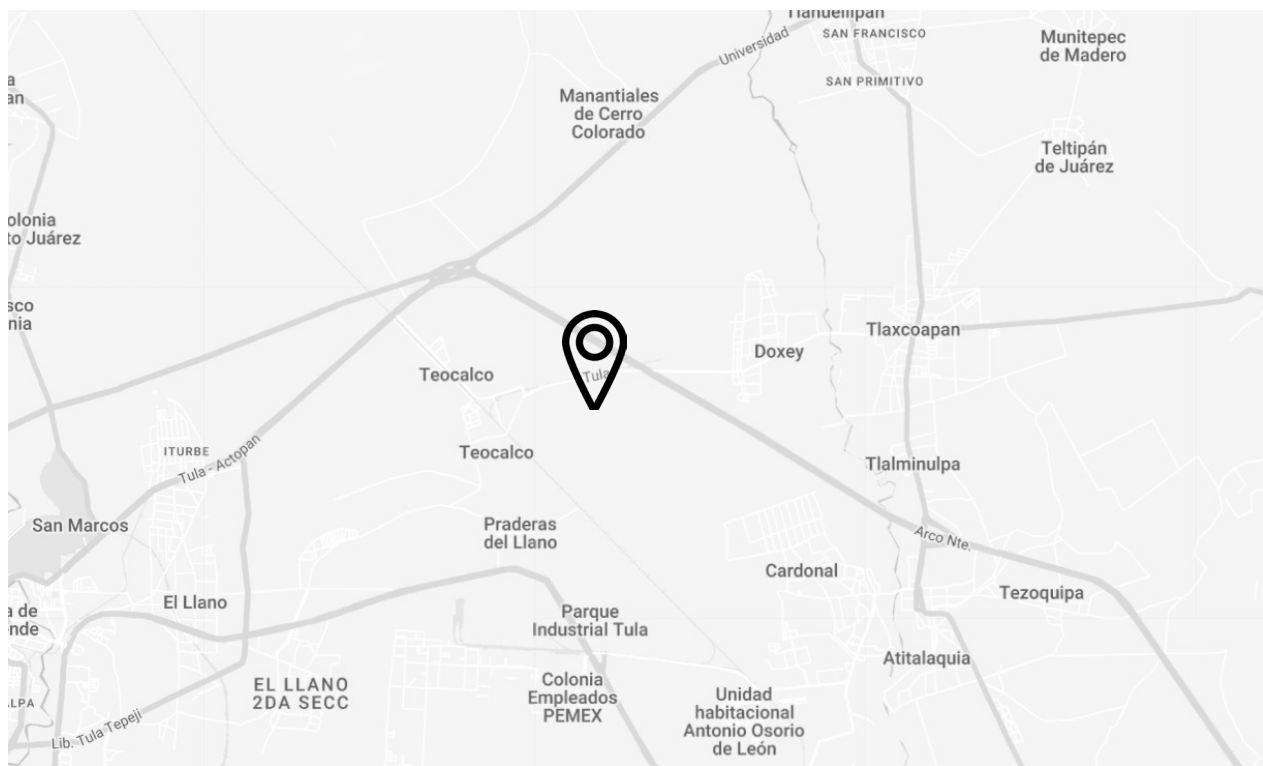 Tlahuelilpan
SAN FRANCISCO
Universidad
Munitepec
de Madero
SAN PRIMITIVO
a
an
Manantiales
de Cerro
Colorado
Teltipán
de Juárez
olonia
to Juárez
sco
nia
Tlaxcoapan
Doxey
Teocalco
Tula
ITURBE
Tula - Actopan
Teocalco
Tlalminulpa
San Marcos
Praderas
del Llano
Arco Nte.
Cardonal
El Llano
Tezoquipa
a de
nde
Parque
Industrial Tula
Atitalaquia
EL LLANO
2DA SECC
Colonia
Empleados
PEMEX
Unidad
habitacional
Antonio Osorio
de León
ALPA
Lib. Tula Tepeji